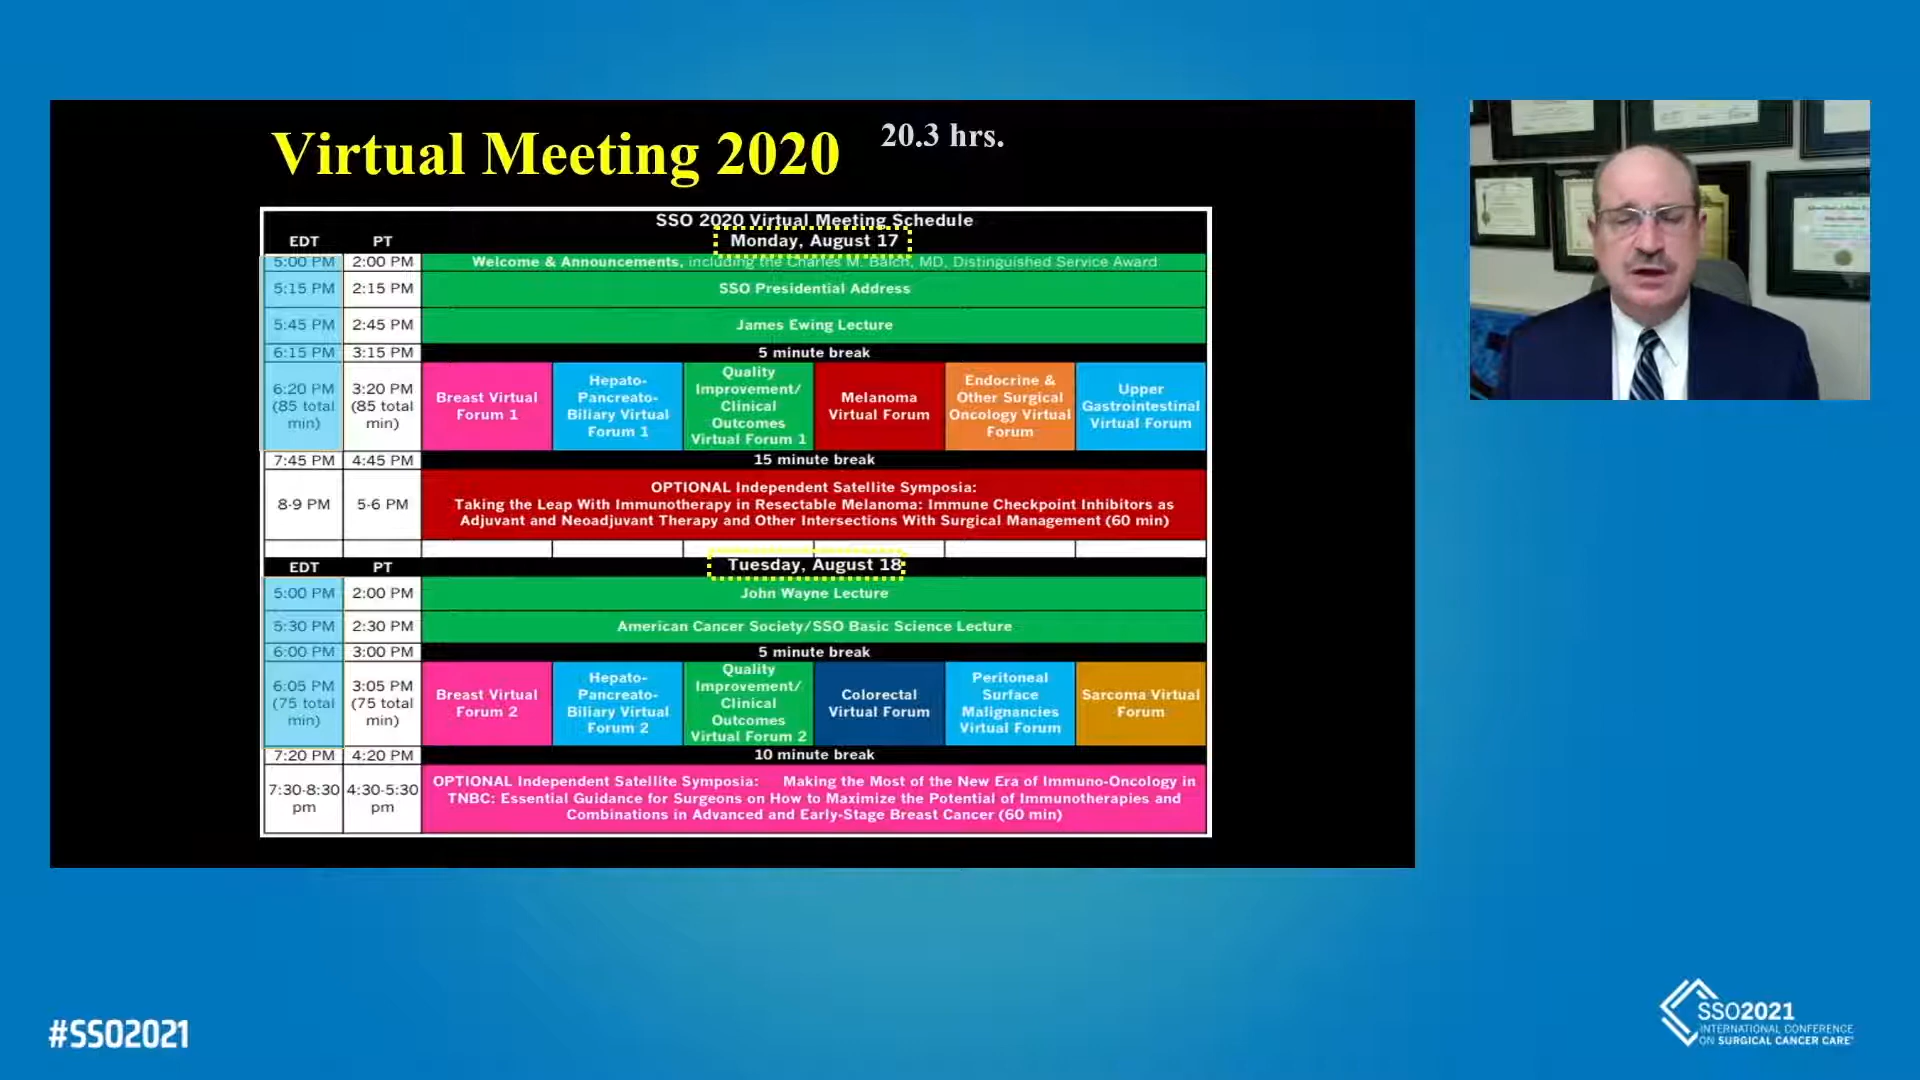 Virtual Meeting 2020
20.3 hrs.
SSO 2020 Virtual Meeting Schedule
EDT PT Monday, August 17
5:00 PM 2:00 PM Welcome & Announcements, including the Charles M. Balch, MD, Distinguished Service Award
5:15 PM 2:15 PM SSO Presidential Address
5:45 PM 2:45 PM James Ewing Lecture
6:15 PM 3:15 PM 5 minute break
6:20 PM
(85 total
min)
3:20 PM
(85 total
min)
Breast Virtual
Forum 1
Hepato-
Pancreato-
Biliary Virtual
Forum 1
Quality
Improvement/
Clinical
Outcomes
Virtual Forum 1
Melanoma
Virtual Forum
Endocrine &
Other Surgical
Oncology Virtual
Forum
Upper
Gastrointestinal
Virtual Forum
7:45 PM 4:45 PM 15 minute break
8-9 PM 5-6 PM
OPTIONAL Independent Satellite Symposia:
Taking the Leap With Immunotherapy in Resectable Melanoma: Immune Checkpoint Inhibitors as
Adjuvant and Neoadjuvant Therapy and Other Intersections With Surgical Management (60 min)
EDT PT Tuesday, August 18
5:00 PM 2:00 PM John Wayne Lecture
5:30 PM 2:30 PM American Cancer Society/SSO Basic Science Lecture
6:00 PM 3:00 PM 5 minute break
6:05 PM
(75 total
min)
3:05 PM
(75 total
min)
Breast Virtual
Forum 2
Hepato-
Pancreato-
Biliary Virtual
Forum 2
Quality
Improvement/
Clinical
Outcomes
Virtual Forum 2
Colorectal
Virtual Forum
Peritoneal
Surface
Malignancies
Virtual Forum
Sarcoma Virtual
Forum
7:20 PM 4:20 PM 10 minute break
7:30-8:30
pm
4:30-5:30
pm
OPTIONAL Independent Satellite Symposia: Making the Most of the New Era of Immuno-Oncology in
TNBC: Essential Guidance for Surgeons on How to Maximize the Potential of Immunotherapies and
Combinations in Advanced and Early-Stage Breast Cancer (60 min)
#SSO2021
SSO2021
INTERNATIONAL CONFERENCE
ON SURGICAL CANCER CARE